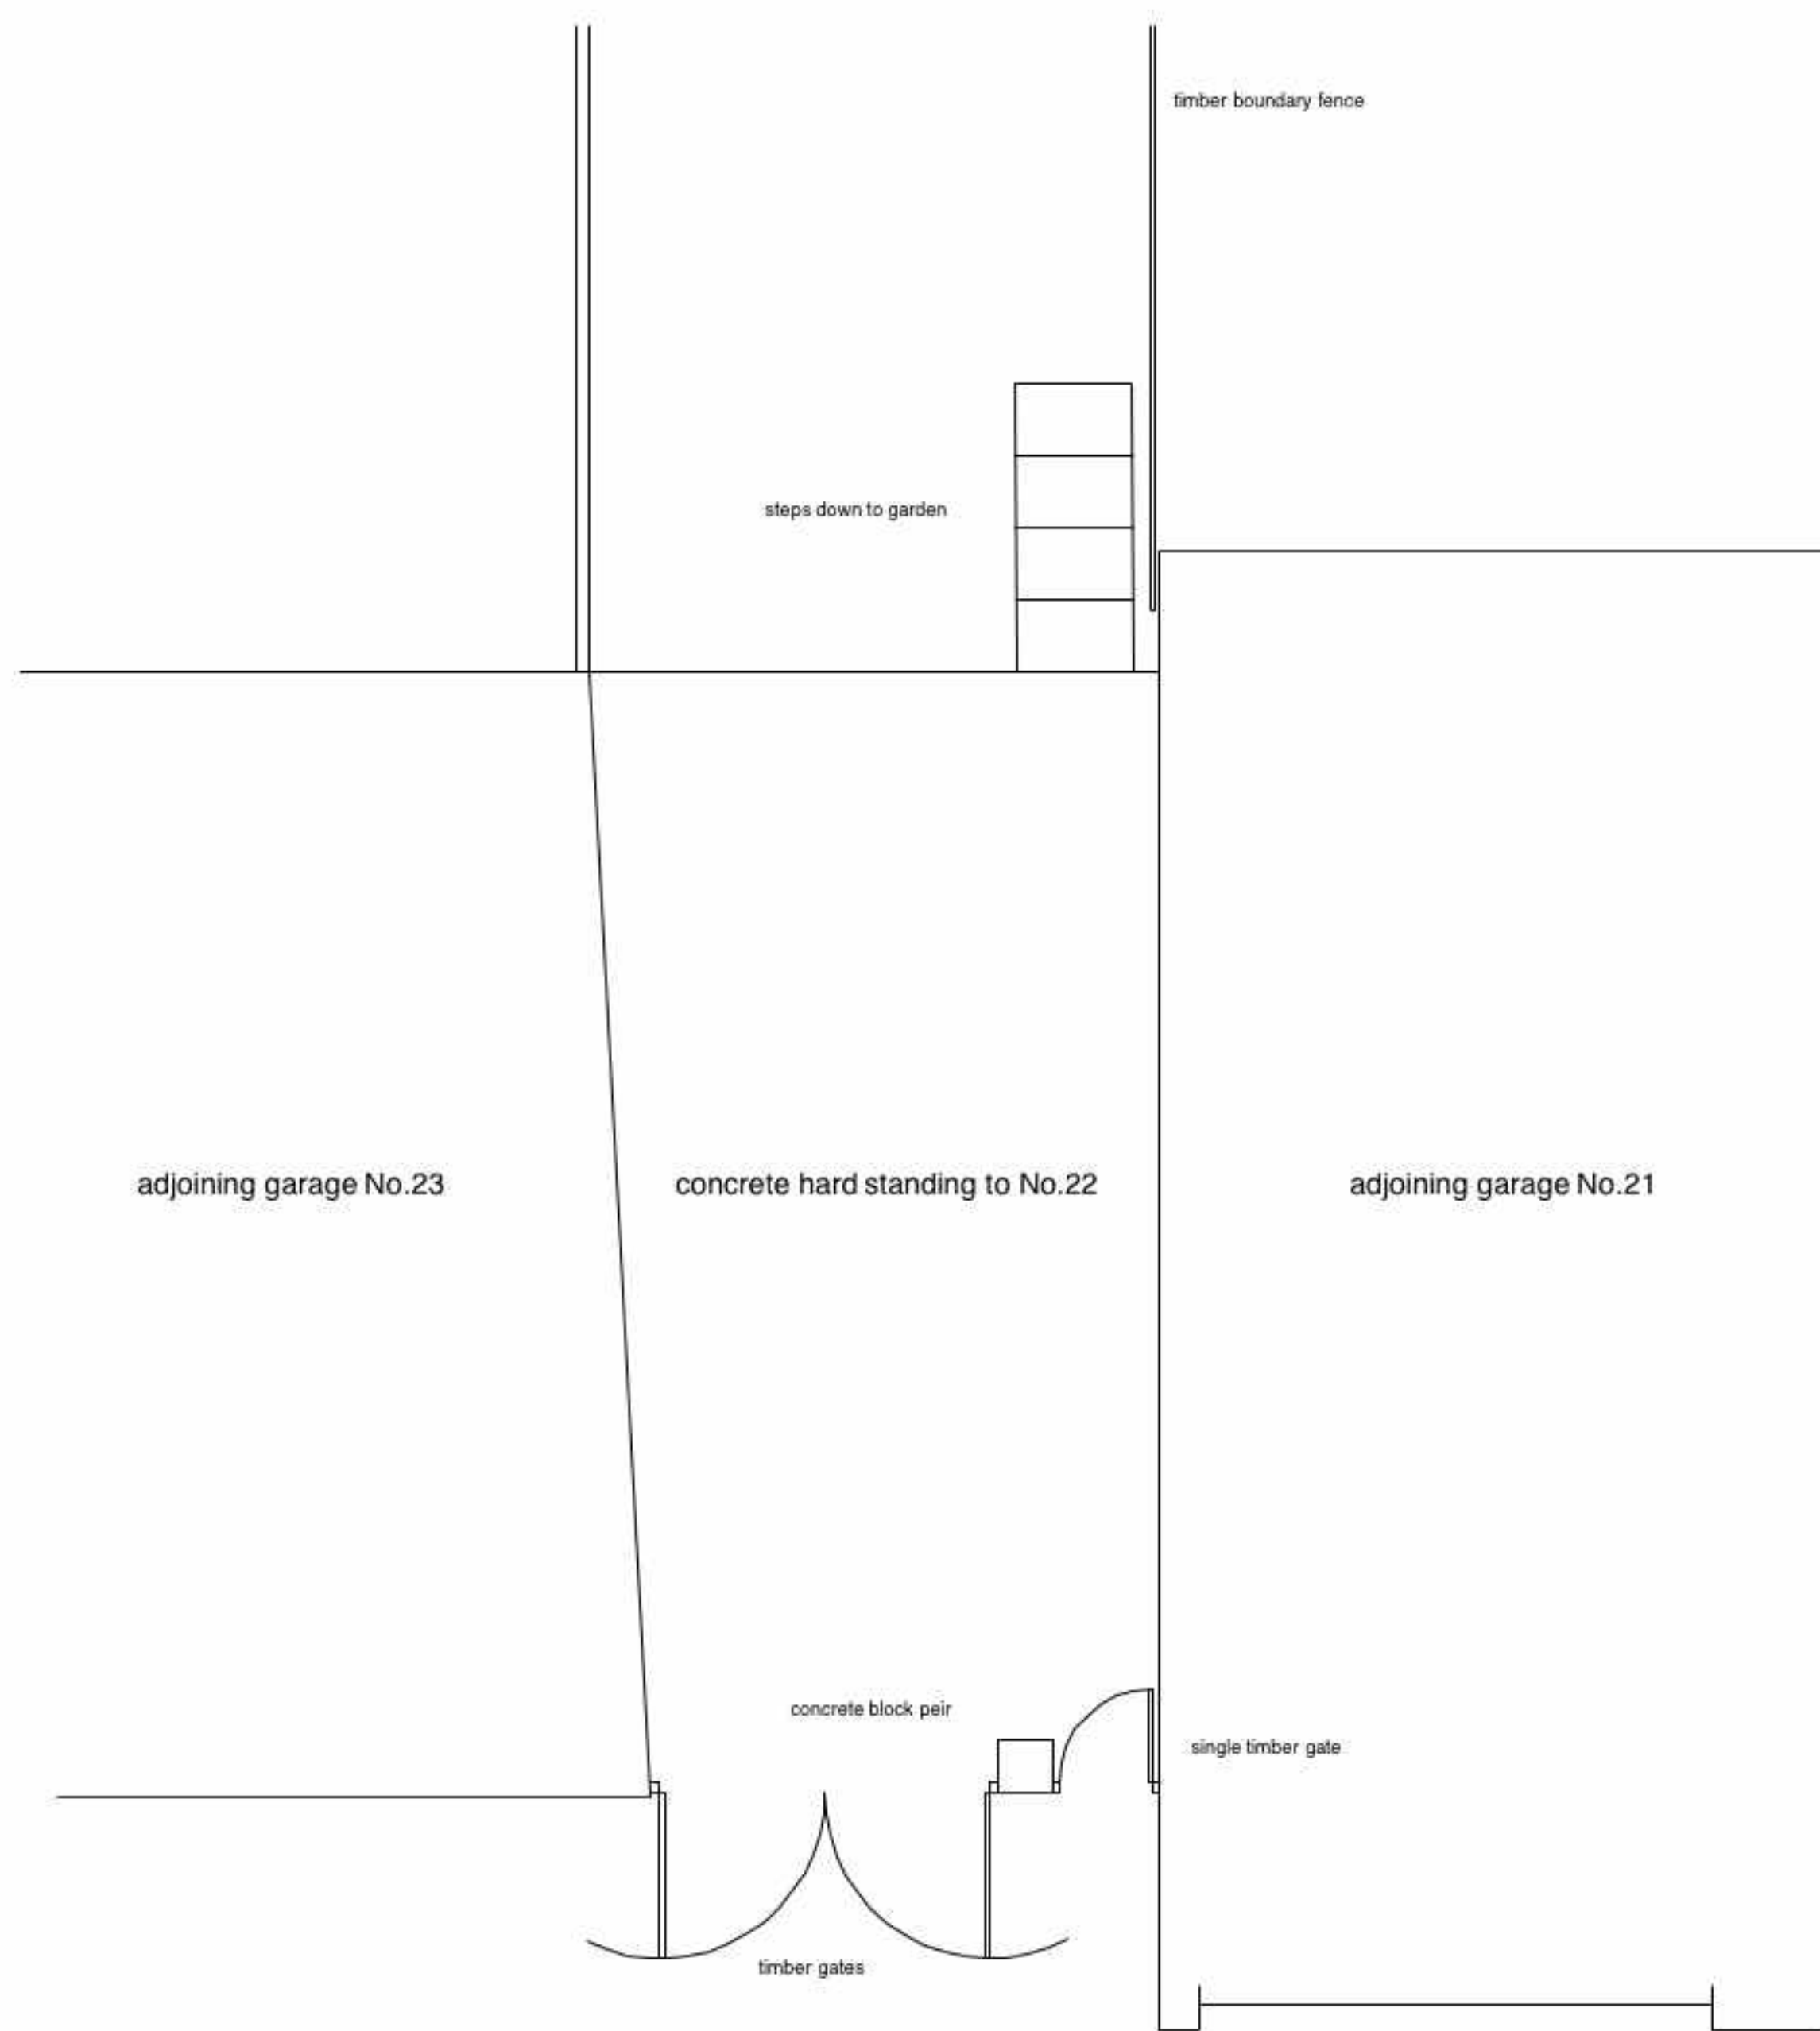 timber boundary fence
steps down to garden
adjoining garage No.23
concrete hard standing to No.22
adjoining garage No.21
concrete block peir
single timber gate
timber gates